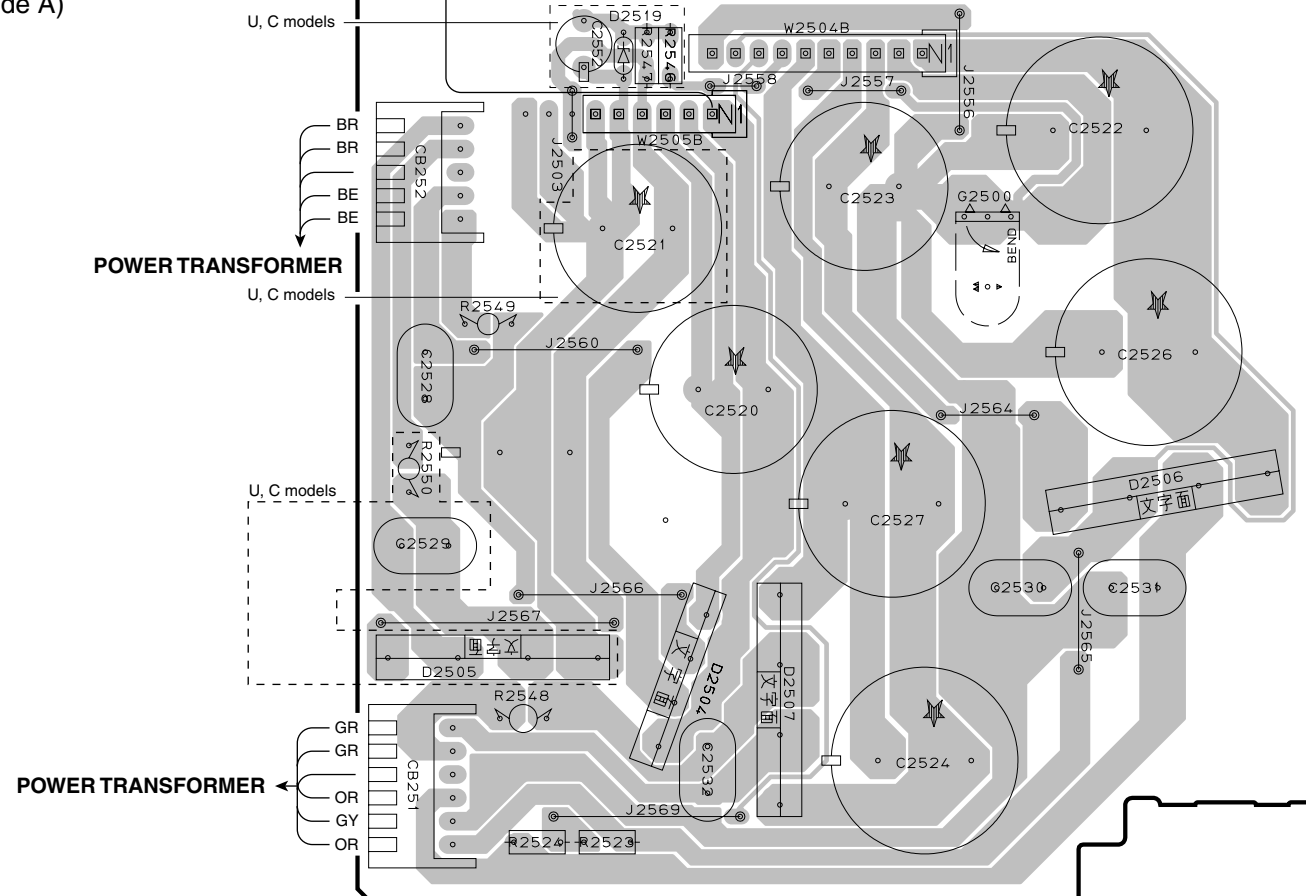 de A)
U, C models
D2519
C2552
R2547
R2546
W2504B
N1
J2558
J2557
J2556
C2522
W2505B
N1
J2503
BR
BR
BE
BE
CB252
POWER TRANSFORMER
C2521
C2523
G2500
BEND
U, C models
R2549
J2560
C2528
C2520
C2526
J2564
R2550
U, C models
C2529
C2527
D2506
文字面
J2566
J2567
文字面
D2505
文字面
D2504
文字面
D2507
C2530
C2531
J2565
R2548
GR
GR
OR
GY
OR
CB251
POWER TRANSFORMER
C2532
C2524
J2569
R2524
R2523